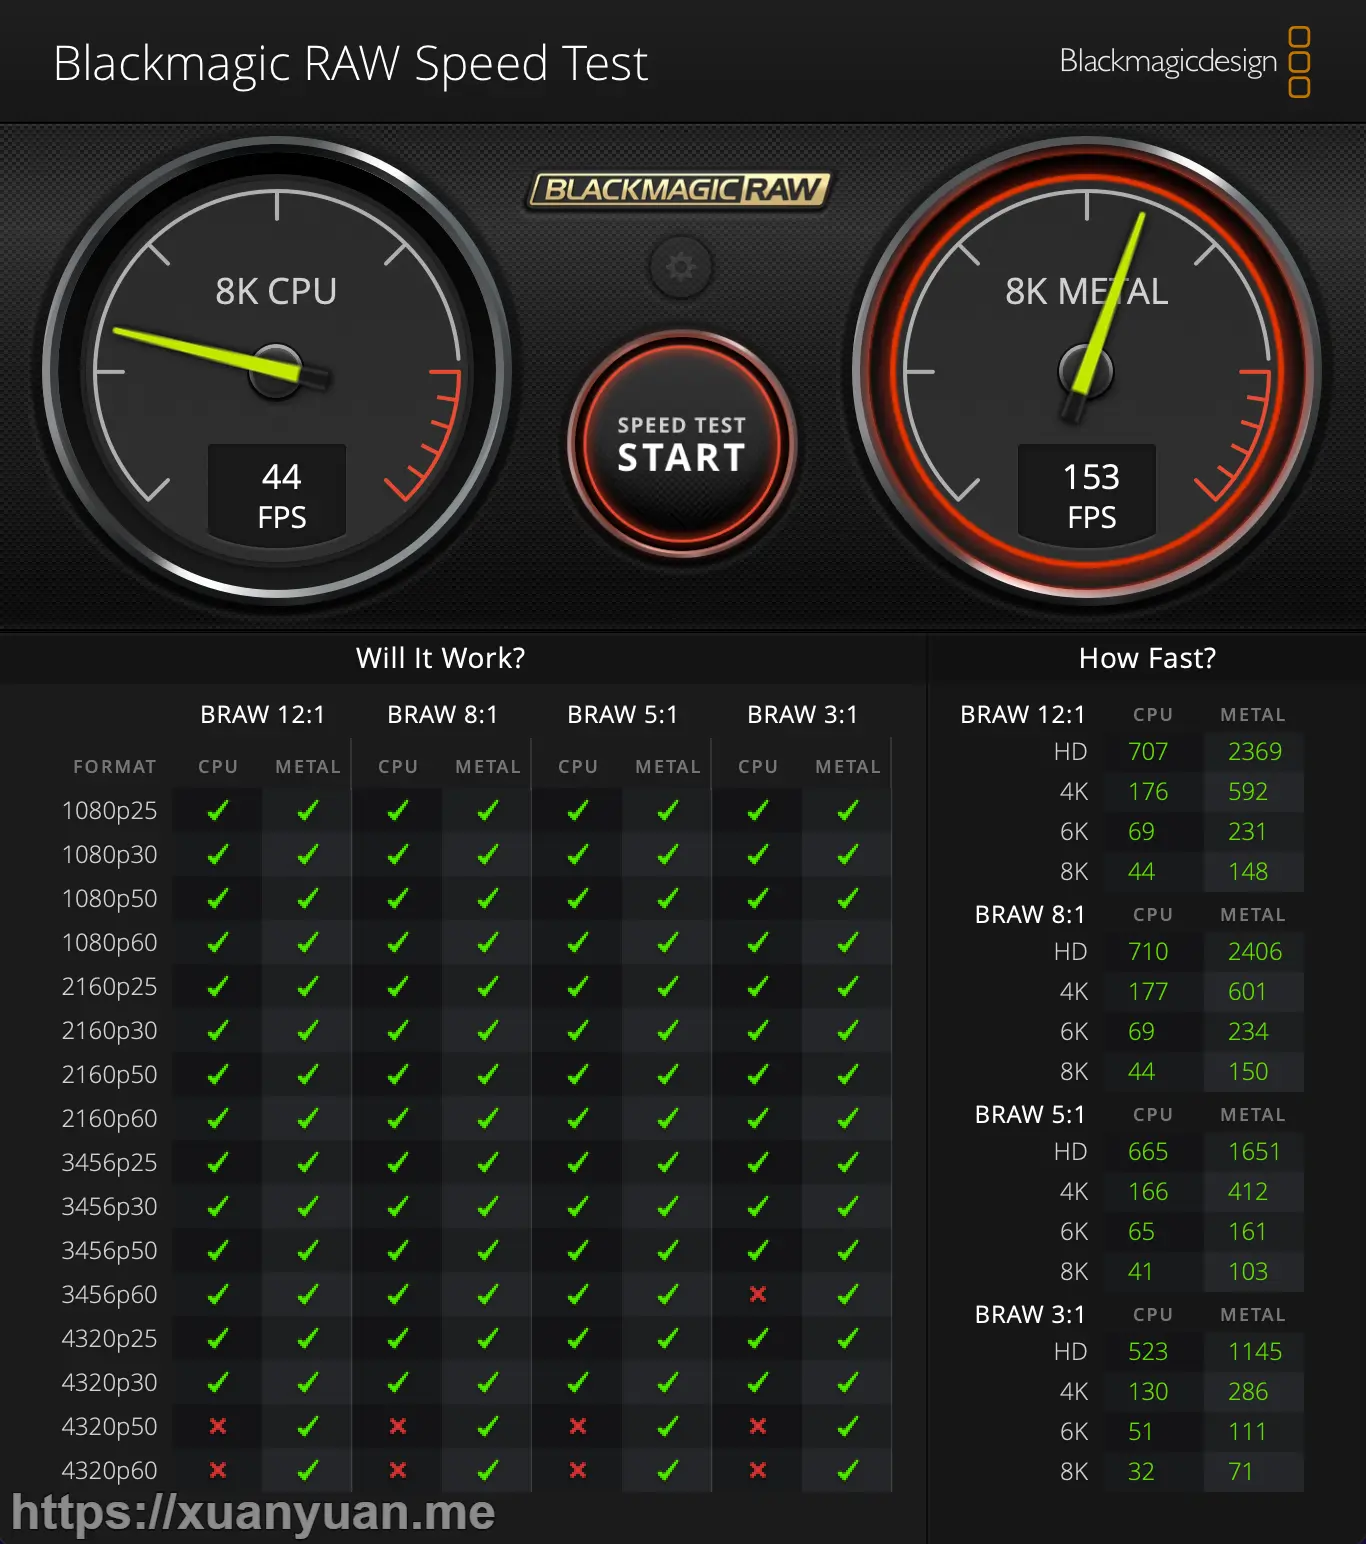 Blackmagic RAW Speed Test
Blackmagicdesign
BLACKMAGIC RAW
8K CPU
44
FPS
SPEED TEST
START
8K METAL
153
FPS
Will It Work?
BRAW 12:1 BRAW 8:1 BRAW 5:1 BRAW 3:1
FORMAT CPU METAL CPU METAL CPU METAL CPU METAL
1080p25
1080p30
1080p50
1080p60
2160p25
2160p30
2160p50
2160p60
3456p25
3456p30
3456p50
3456p60
4320p25
4320p30
4320p50
4320p60
How Fast?
BRAW 12:1 CPU METAL
HD 707 2369
4K 176 592
6K 69 231
8K 44 148
BRAW 8:1 CPU METAL
HD 710 2406
4K 177 601
6K 69 234
8K 44 150
BRAW 5:1 CPU METAL
HD 665 1651
4K 166 412
6K 65 161
8K 41 103
BRAW 3:1 CPU METAL
HD 523 1145
4K 130 286
6K 51 111
8K 32 71
https://xuanyuan.me